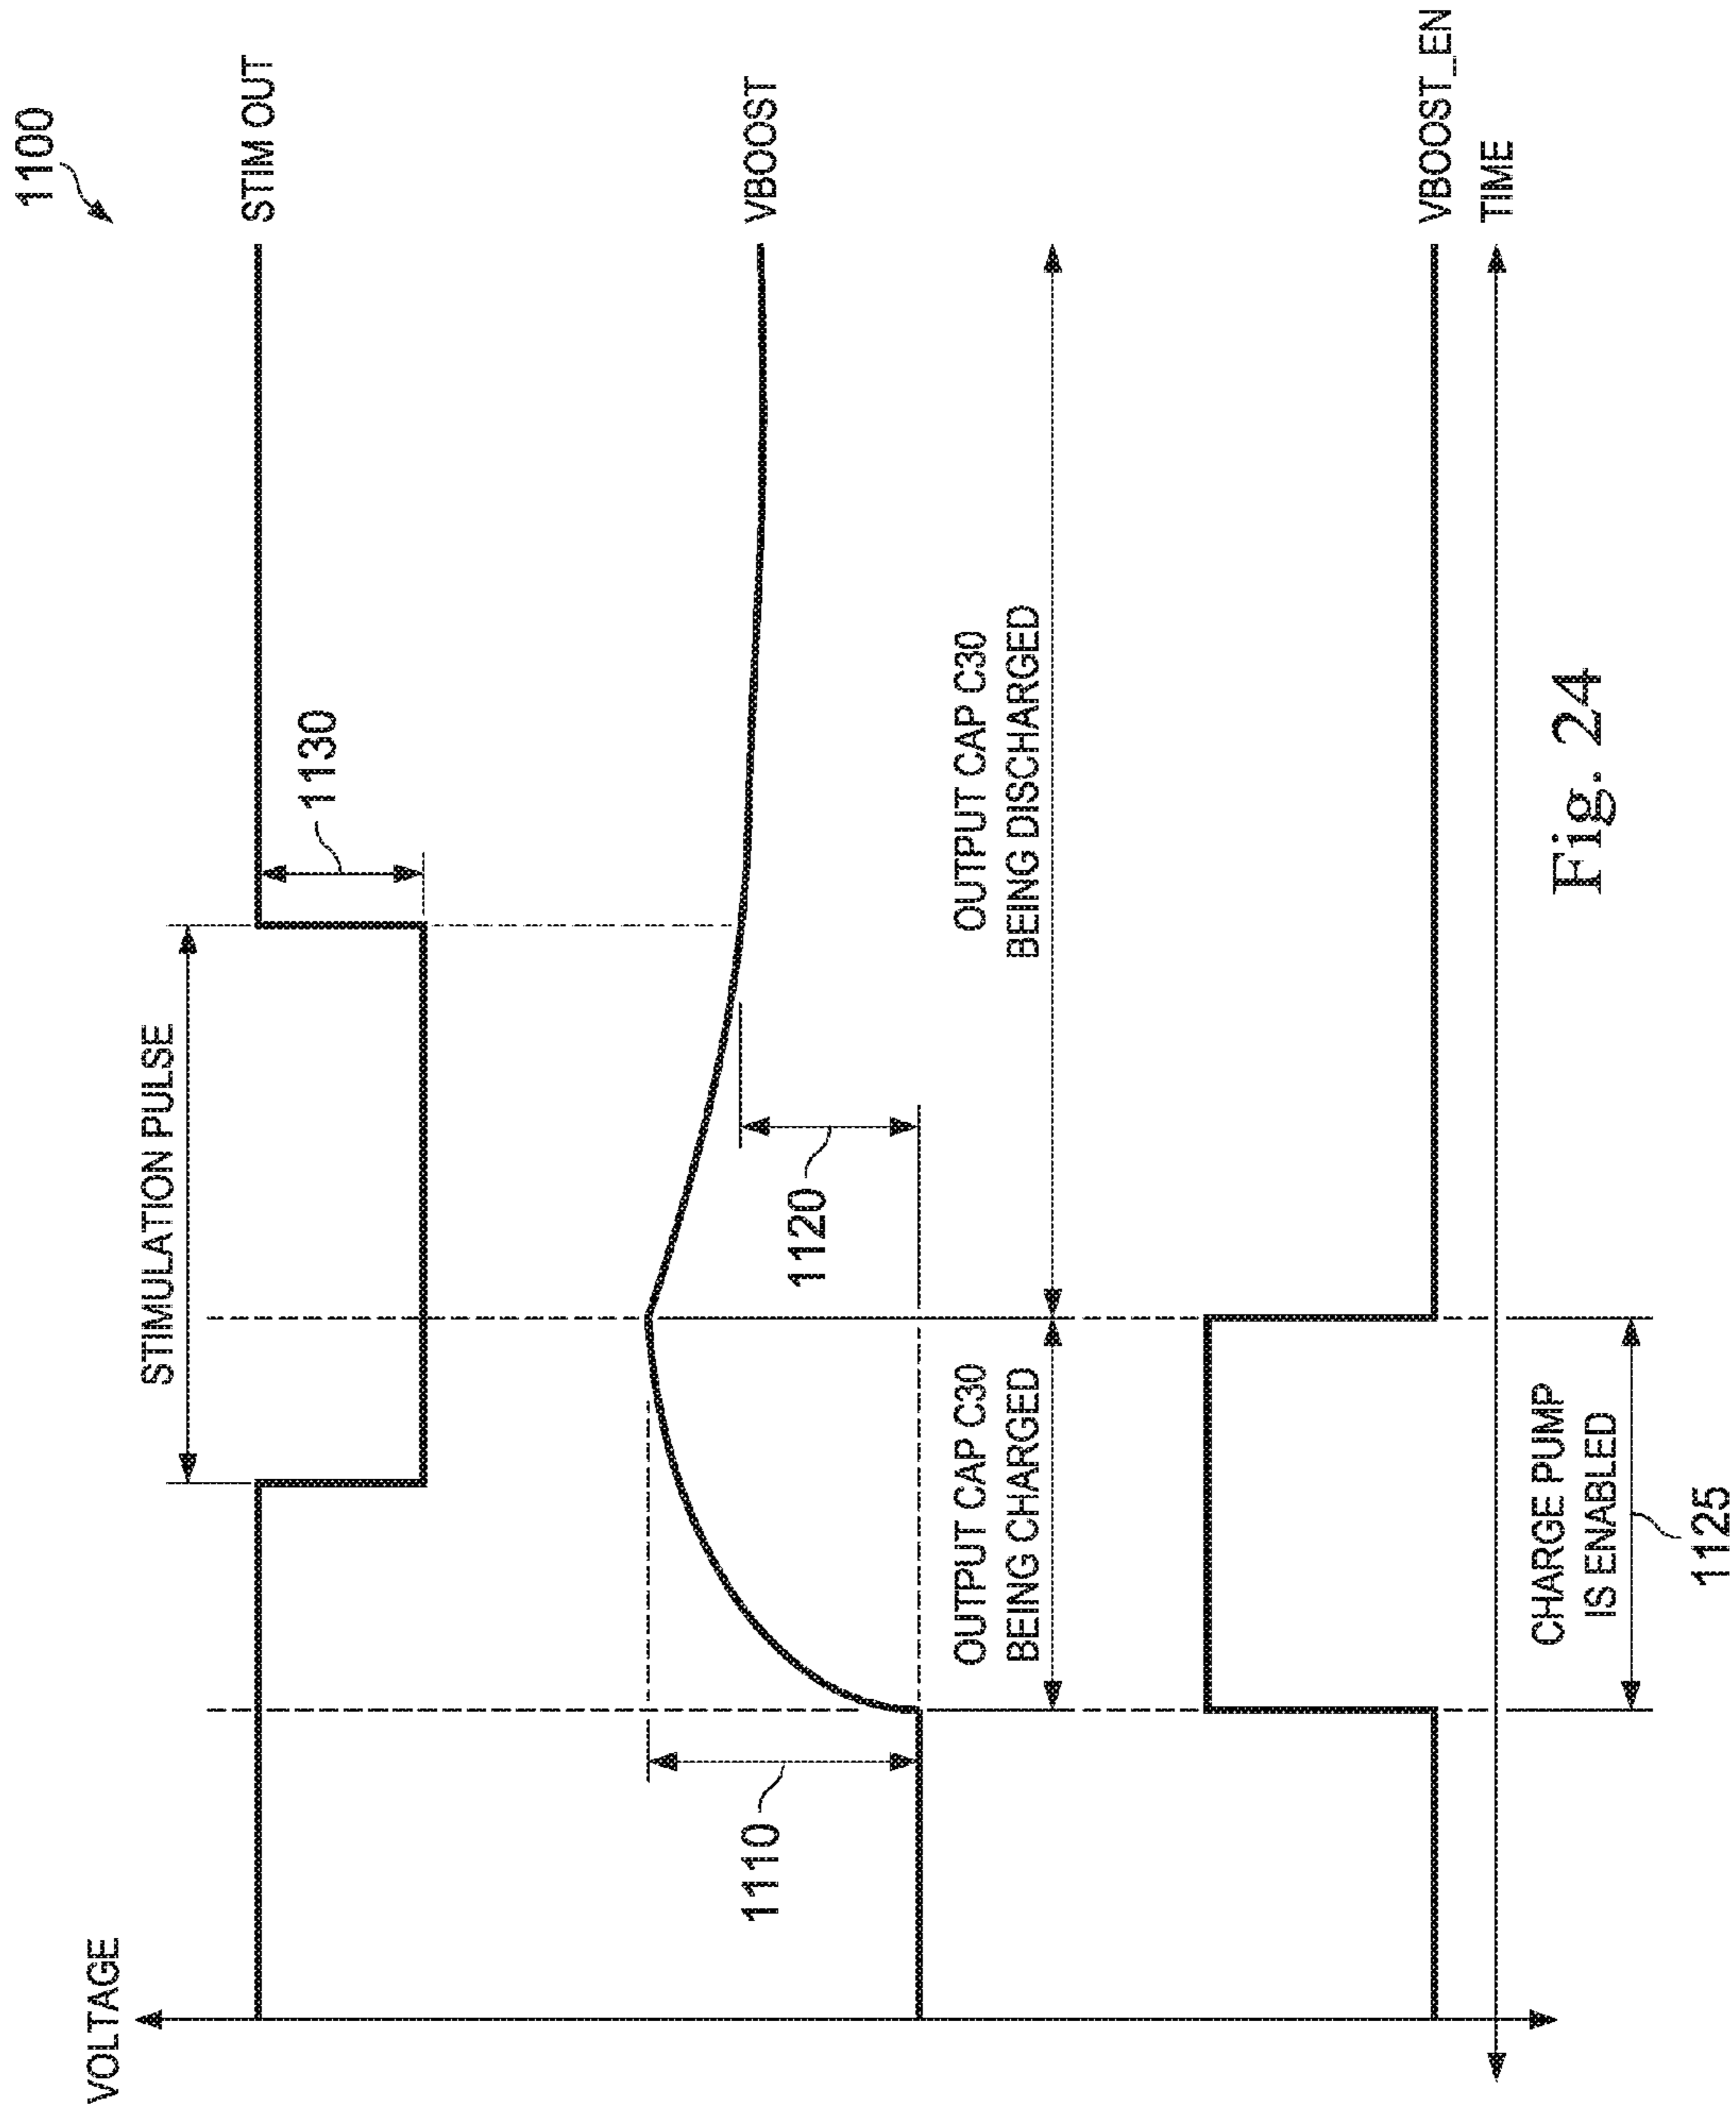 1100
VOLTAGE
STIMULATION PULSE
STIM OUT
1130
VBOOST
1110
1120
OUTPUT CAP C30
BEING CHARGED
OUTPUT CAP C30
BEING DISCHARGED
VBOOST_EN
TIME
CHARGE PUMP
IS ENABLED
1125
Fig. 24